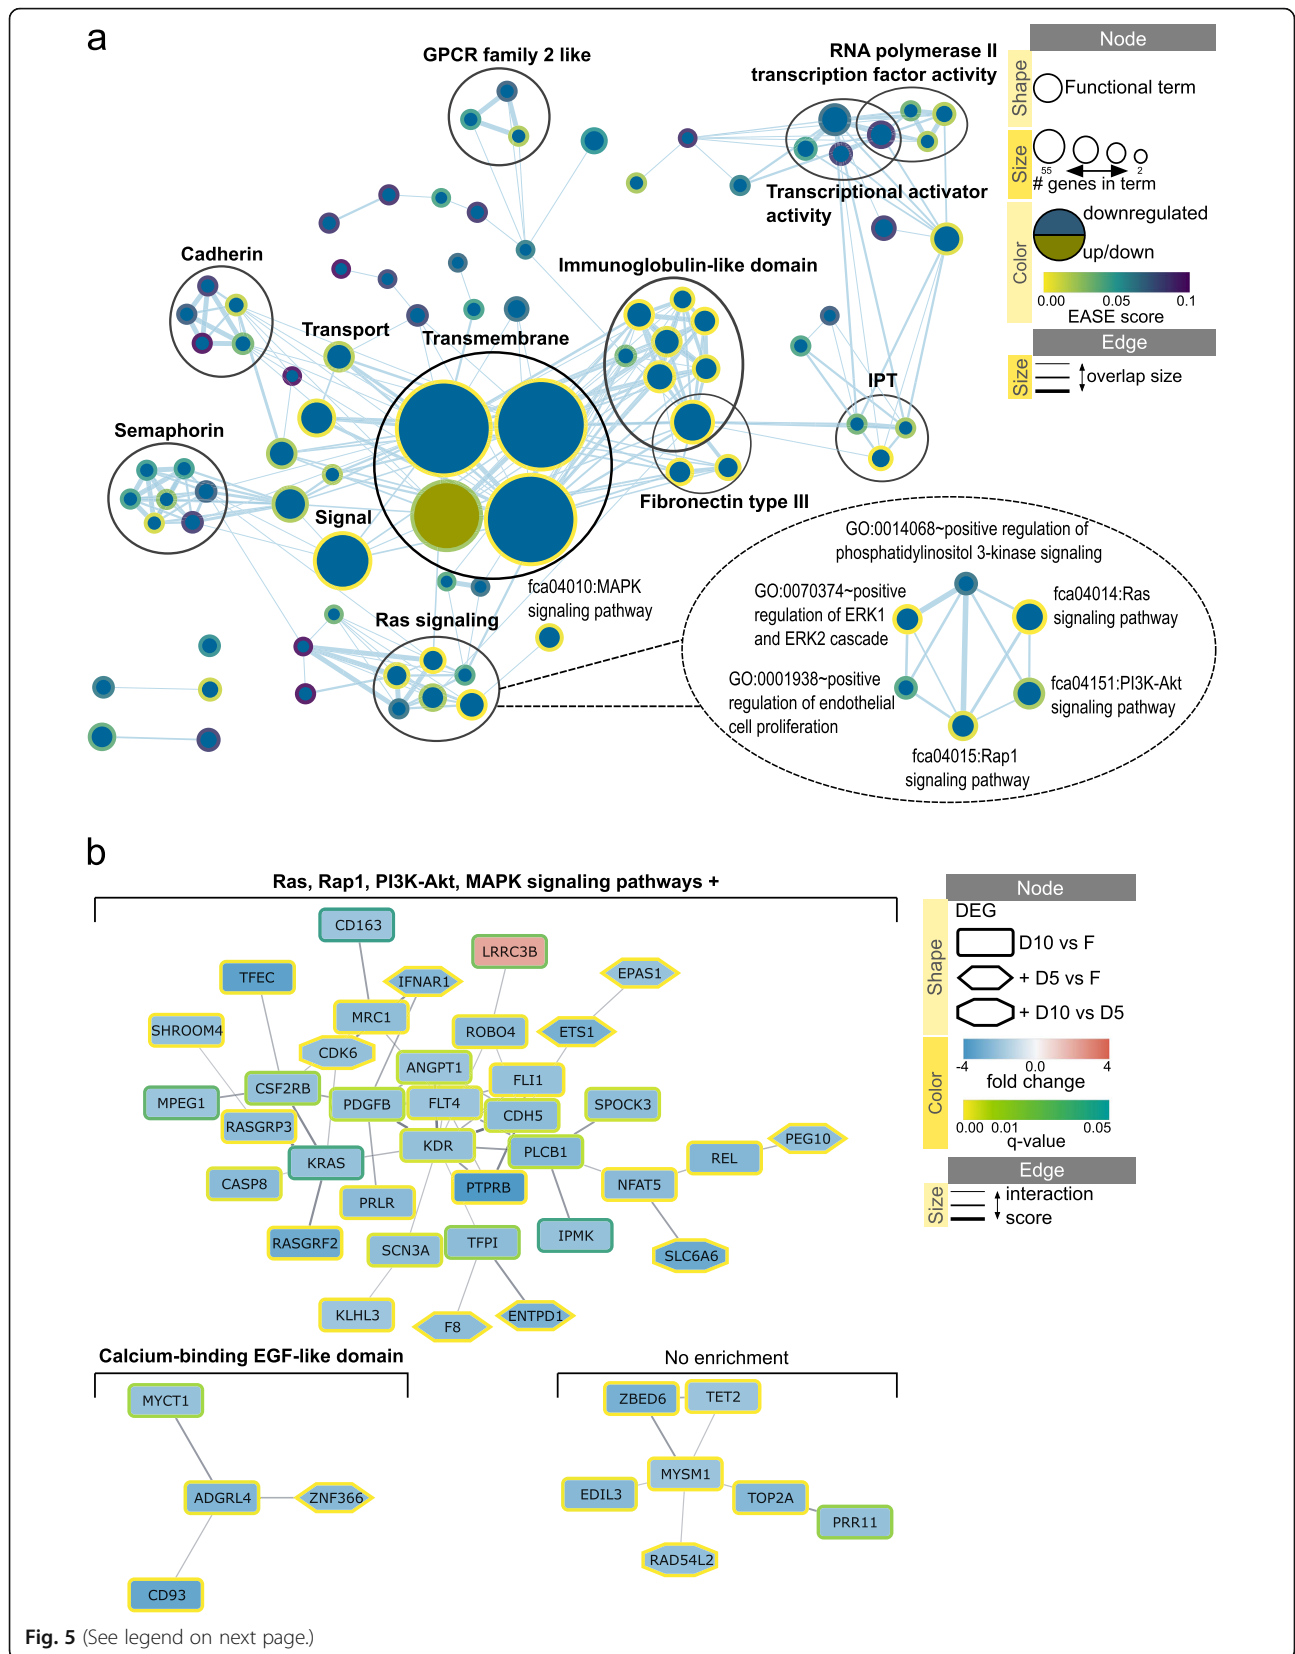 a
GPCR family 2 like
RNA polymerase II
transcription factor activity
Transcriptional activator
activity
Cadherin
Immunoglobulin-like domain
Transport
Transmembrane
IPT
Semaphorin
Signal
Fibronectin type III
fca04010:MAPK
signaling pathway
Ras signaling
GO:0014068~positive regulation of
phosphatidylinositol 3-kinase signaling
GO:0070374~positive
regulation of ERK1
and ERK2 cascade
fca04014:Ras
signaling pathway
GO:0001938~positive
regulation of endothelial
cell proliferation
fca04151:PI3K-Akt
signaling pathway
fca04015:Rap1
signaling pathway
Node
Shape
Functional term
Size
55 2
# genes in term
Color
downregulated
up/down
0.00 0.05 0.1
EASE score
Edge
Size
overlap size
b
Ras, Rap1, PI3K-Akt, MAPK signaling pathways +
CD163
LRRC3B
TFEC
IFNAR1
EPAS1
MRC1
SHROOM4
ROBO4
ETS1
CDK6
ANGPT1
FLI1
CSF2RB
MPEG1
PDGFB
FLT4
CDH5
SPOCK3
RASGRP3
KDR
PLCB1
PEG10
KRAS
REL
CASP8
PTPRB
NFAT5
PRLR
RASGRF2
SCN3A
TFPI
IPMK
SLC6A6
KLHL3
F8
ENTPD1
Node
Shape
DEG
D10 vs F
+ D5 vs F
+ D10 vs D5
Color
-4 0.0 4
fold change
0.00 0.01 0.05
q-value
Edge
Size
interaction
score
Calcium-binding EGF-like domain
MYCT1
ADGRL4
ZNF366
CD93
No enrichment
ZBED6
TET2
MYSM1
EDIL3
TOP2A
PRR11
RAD54L2
Fig. 5 (See legend on next page.)